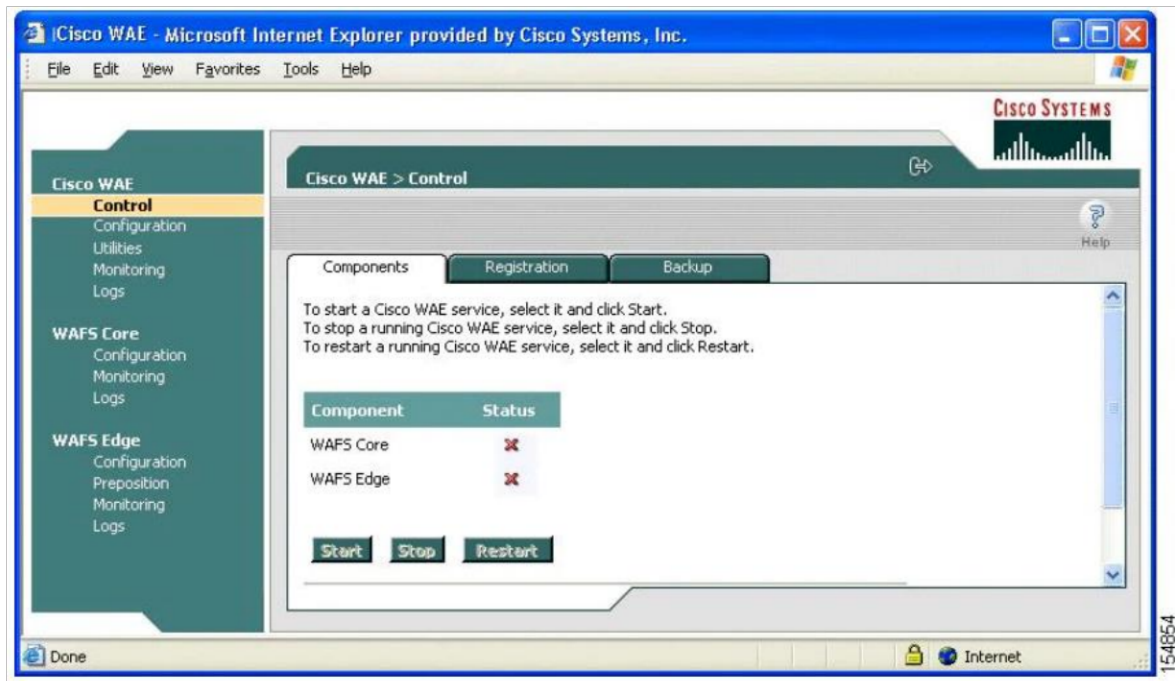 Cisco WAE - Microsoft Internet Explorer provided by Cisco Systems, Inc.
File Edit View Favorites Tools Help
CISCO SYSTEMS
Cisco WAE
Control
Configuration
Utilities
Monitoring
Logs
WAFS Core
Configuration
Monitoring
Logs
WAFS Edge
Configuration
Preposition
Monitoring
Logs
Cisco WAE > Control
Help
Components Registration Backup
To start a Cisco WAE service, select it and click Start.
To stop a running Cisco WAE service, select it and click Stop.
To restart a running Cisco WAE service, select it and click Restart.
Component Status
WAFS Core
WAFS Edge
Start Stop Restart
Done Internet
154854